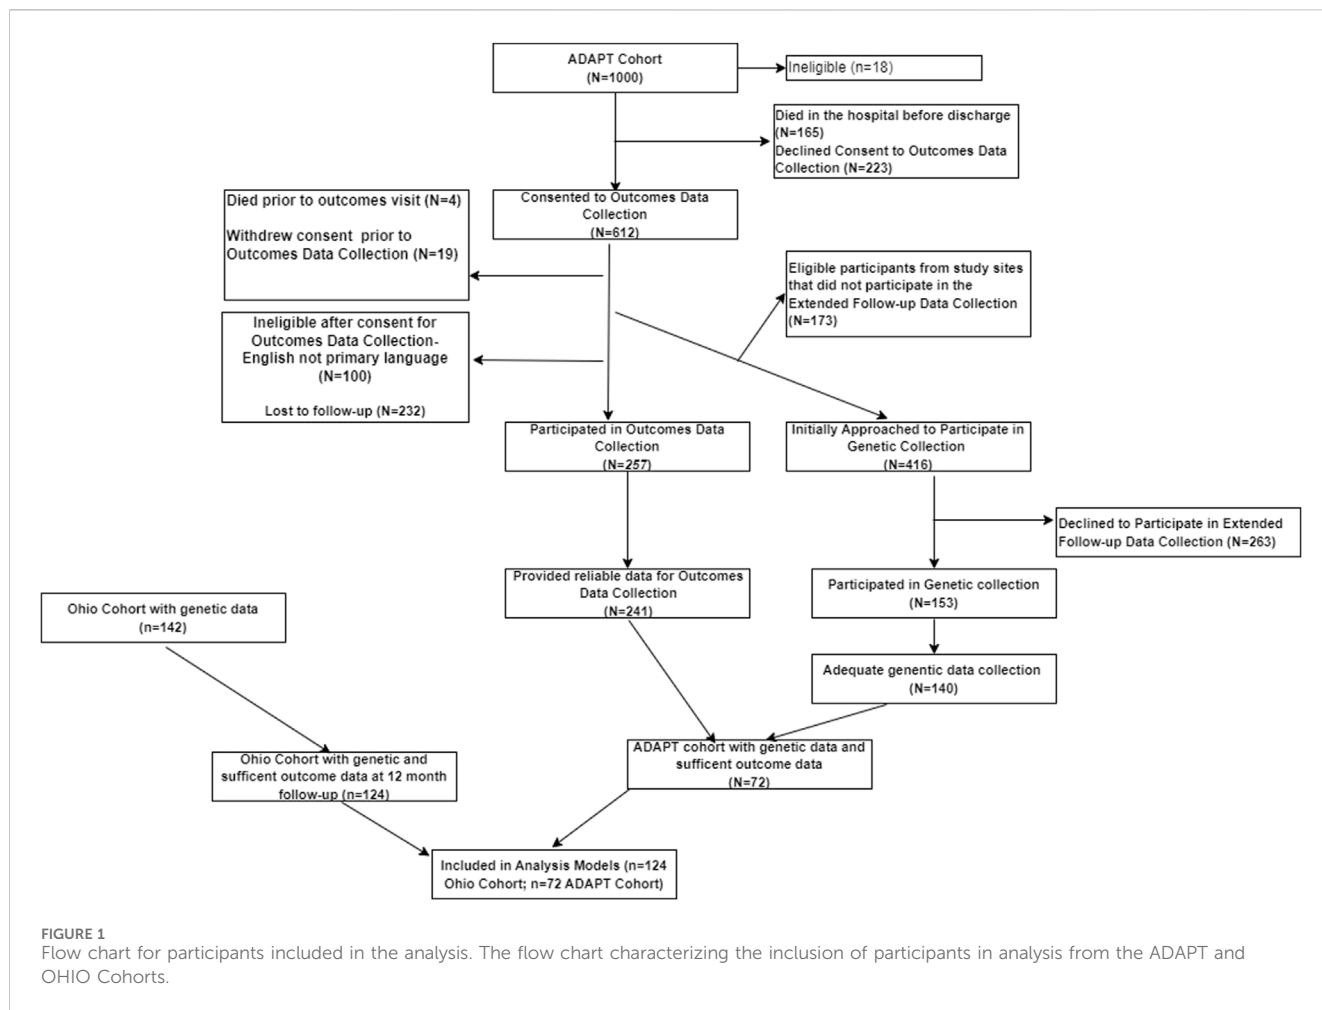 ADAPT Cohort
(N=1000)
Ineligible (n=18)
Died in the hospital before discharge
(N=165)
Declined Consent to Outcomes Data
Collection (N=223)
Consented to Outcomes Data
Collection
(N=612)
Died prior to outcomes visit (N=4)
Withdrew consent prior to
Outcomes Data Collection (N=19)
Eligible participants from study sites
that did not participate in the
Extended Follow-up Data Collection
(N=173)
Ineligible after consent for
Outcomes Data Collection-
English not primary language
(N=100)
Lost to follow-up (N=232)
Participated in Outcomes Data
Collection
(N=257)
Initially Approached to Participate in
Genetic Collection
(N=416)
Declined to Participate in Extended
Follow-up Data Collection (N=263)
Provided reliable data for Outcomes
Data Collection
(N=241)
Participated in Genetic collection
(N=153)
Ohio Cohort with genetic data
(n=142)
Adequate genentic data collection
(N=140)
Ohio Cohort with genetic and
sufficent outcome data at 12 month
follow-up (n=124)
ADAPT cohort with genetic data and
sufficent outcome data
(N=72)
Included in Analysis Models (n=124
Ohio Cohort; n=72 ADAPT Cohort)
FIGURE 1
Flow chart for participants included in the analysis. The flow chart characterizing the inclusion of participants in analysis from the ADAPT and
OHIO Cohorts.